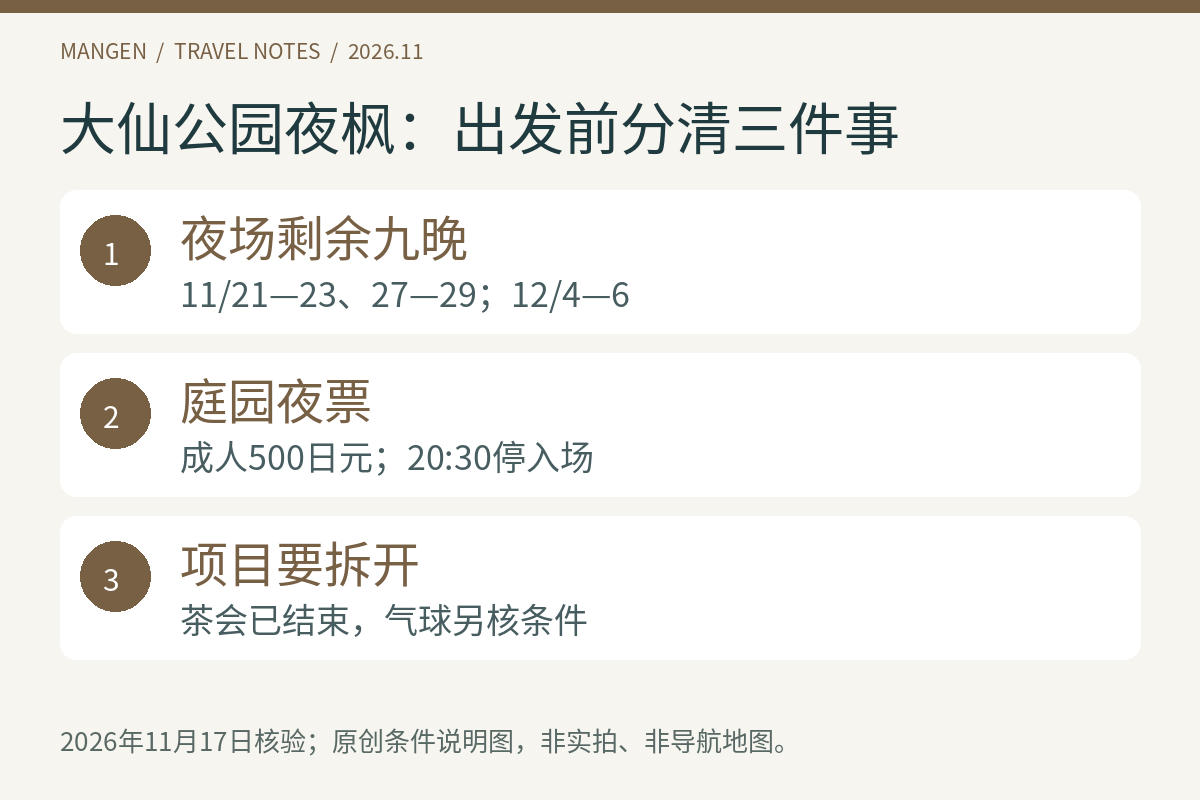 MANGEN / TRAVEL NOTES / 2026.11
大仙公园夜枫：出发前分清三件事
1
夜场剩余九晚
11/21—23、27—29；12/4—6
2
庭园夜票
成人500日元；20:30停入场
3
项目要拆开
茶会已结束，气球另核条件
2026年11月17日核验；原创条件说明图，非实拍、非导航地图。